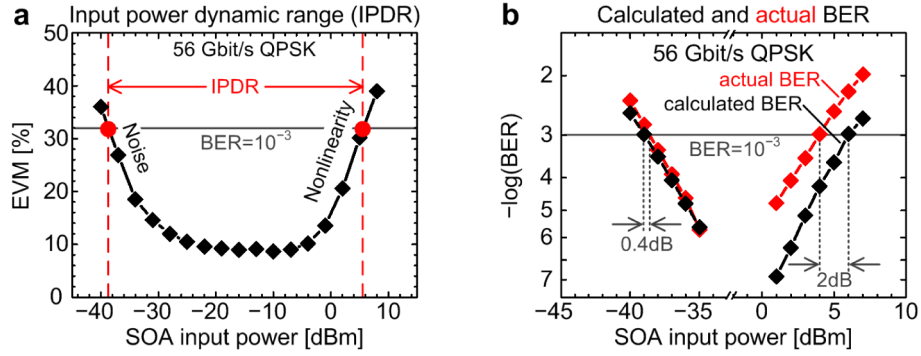 a Input power dynamic range (IPDR)
56 Gbit/s QPSK
IPDR
Noise
Nonlinearity
BER=10⁻³
EVM [%]
50
40
30
20
10
0
−40 −30 −20 −10 0 10
SOA input power [dBm]
b Calculated and actual BER
56 Gbit/s QPSK
actual BER
calculated BER
BER=10⁻³
0.4dB
2dB
−log(BER)
2
3
4
5
6
7
−45 −40 −35 0 5 10
SOA input power [dBm]